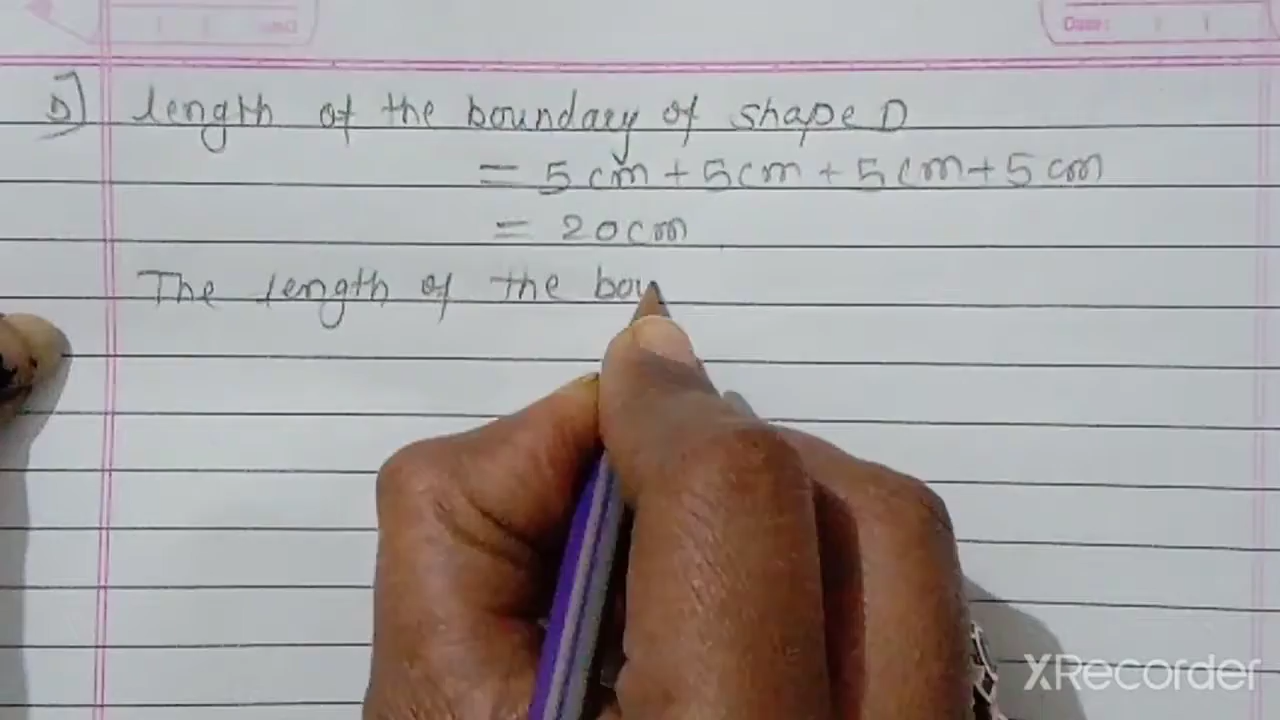 Date:
D] length of the boundary of shape D
= 5 cm + 5 cm + 5 cm + 5 cm
= 20 cm
The length of the bou
XRecorder